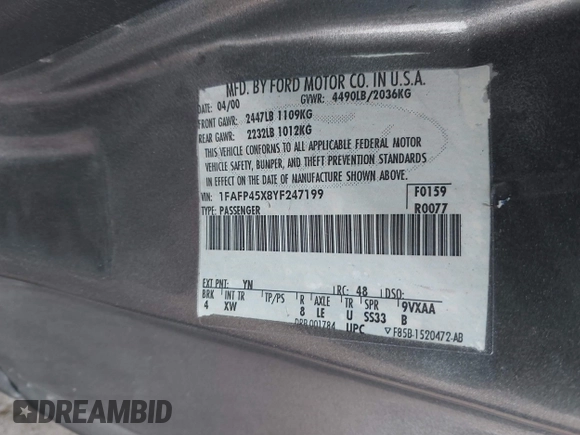 MFD. BY FORD MOTOR CO. IN U.S.A.
DATE: 04/00 GVWR: 4490LB/2036KG
FRONT GAWR: 2447LB 1109KG
REAR GAWR: 2232LB 1012KG
THIS VEHICLE CONFORMS TO ALL APPLICABLE FEDERAL MOTOR
VEHICLE SAFETY, BUMPER, AND THEFT PREVENTION STANDARDS
IN EFFECT ON THE DATE OF MANUFACTURE SHOWN ABOVE.
VIN: 1FAFP45X8YF247199 F0159
TYPE: PASSENGER R0077
EXT PNT: YN RC: 48 DSO:
BRK INT TR TP/PS R AXLE TR SPR 9VXAA
4 XW 8 LE U SS33 B
DRB 001784 UPC ▽ F85B-1520472-AB
DREAMBID